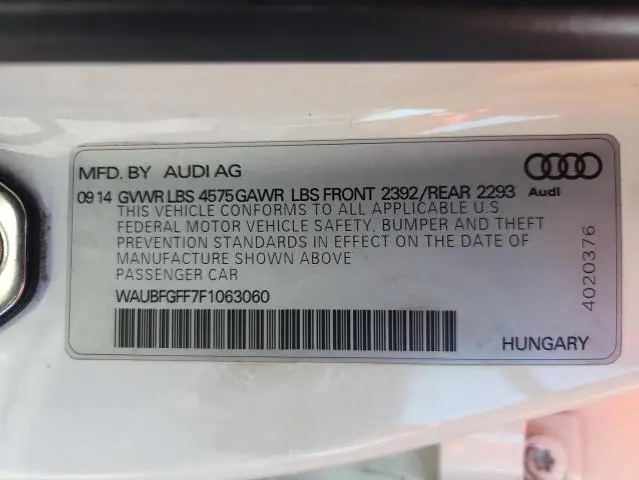 MFD. BY AUDI AG
09 14 GVWR LBS 4575 GAWR LBS FRONT 2392/REAR 2293
Audi
THIS VEHICLE CONFORMS TO ALL APPLICABLE U.S
FEDERAL MOTOR VEHICLE SAFETY, BUMPER AND THEFT
PREVENTION STANDARDS IN EFFECT ON THE DATE OF
MANUFACTURE SHOWN ABOVE
PASSENGER CAR
WAUBFGFF7F1063060
HUNGARY
4020376